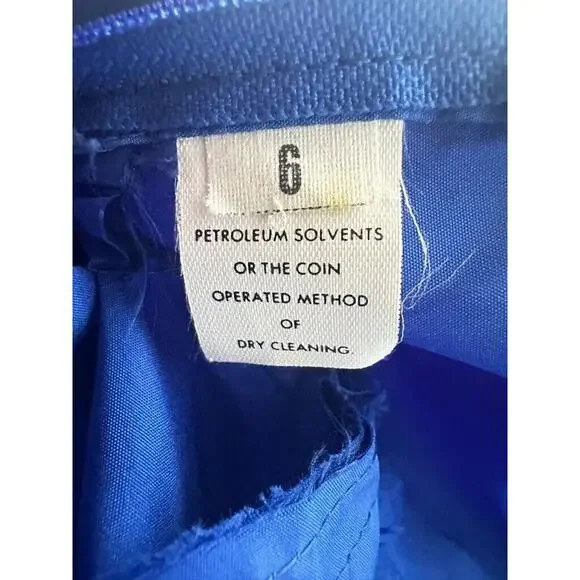 6
PETROLEUM SOLVENTS
OR THE COIN
OPERATED METHOD
OF
DRY CLEANING.